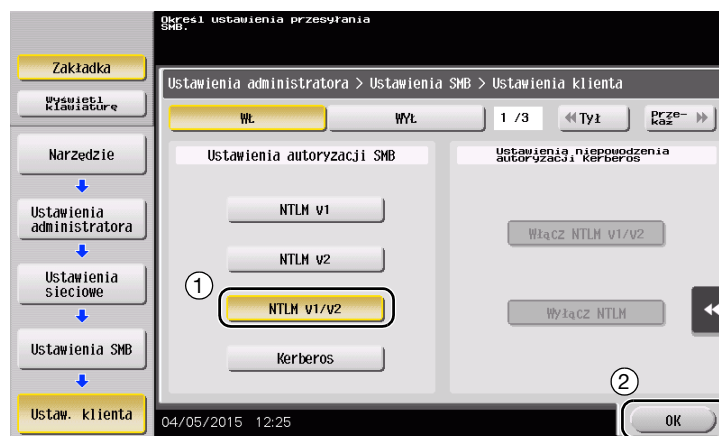 Określ ustawienia przesyłania
SMB.
Zakładka
Wyświetl
klawiaturę
Narzędzie
Ustawienia
administratora
Ustawienia
sieciowe
Ustawienia SMB
Ustaw. klienta
Ustawienia administratora > Ustawienia SMB > Ustawienia klienta
WŁ.
WYŁ
1 /3
Tył
Prze-
każ
Ustawienia autoryzacji SMB
NTLM v1
NTLM v2
1
NTLM v1/v2
Kerberos
Ustawienia niepowodzenia
autoryzacji Kerberos
Włącz NTLM v1/v2
Wyłącz NTLM
2
OK
04/05/2015 12:25